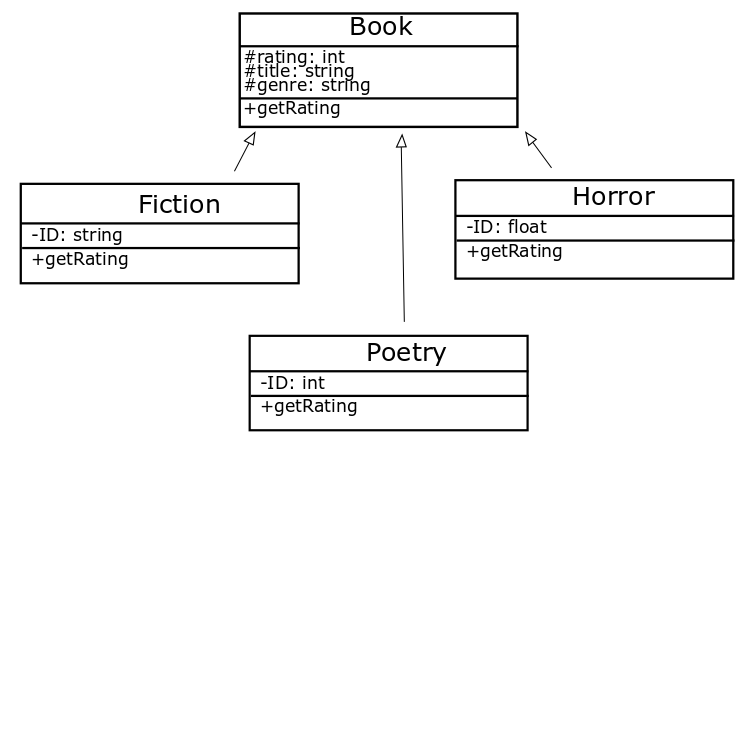 Book
#rating: int
#title: string
#genre: string
+getRating
Fiction
-ID: string
+getRating
Horror
-ID: float
+getRating
Poetry
-ID: int
+getRating